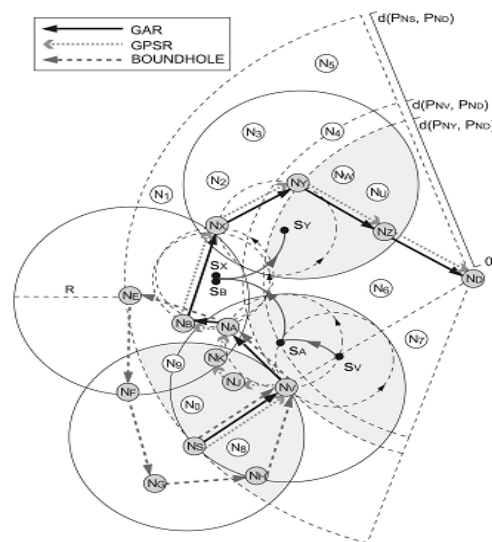 GAR
GPSR
BOUNDHOLE
d(PNS, PND)
N5
d(PNV, PND)
d(PNY, PND)
N3
N4
N2
NY
NW
NU
N1
NX
SY
NZ
0
SX
SB
ND
NE
R
N6
NB
NA
SA
N7
N9
NK
SV
NJ
NV
NF
N0
NS
N8
NG
NH